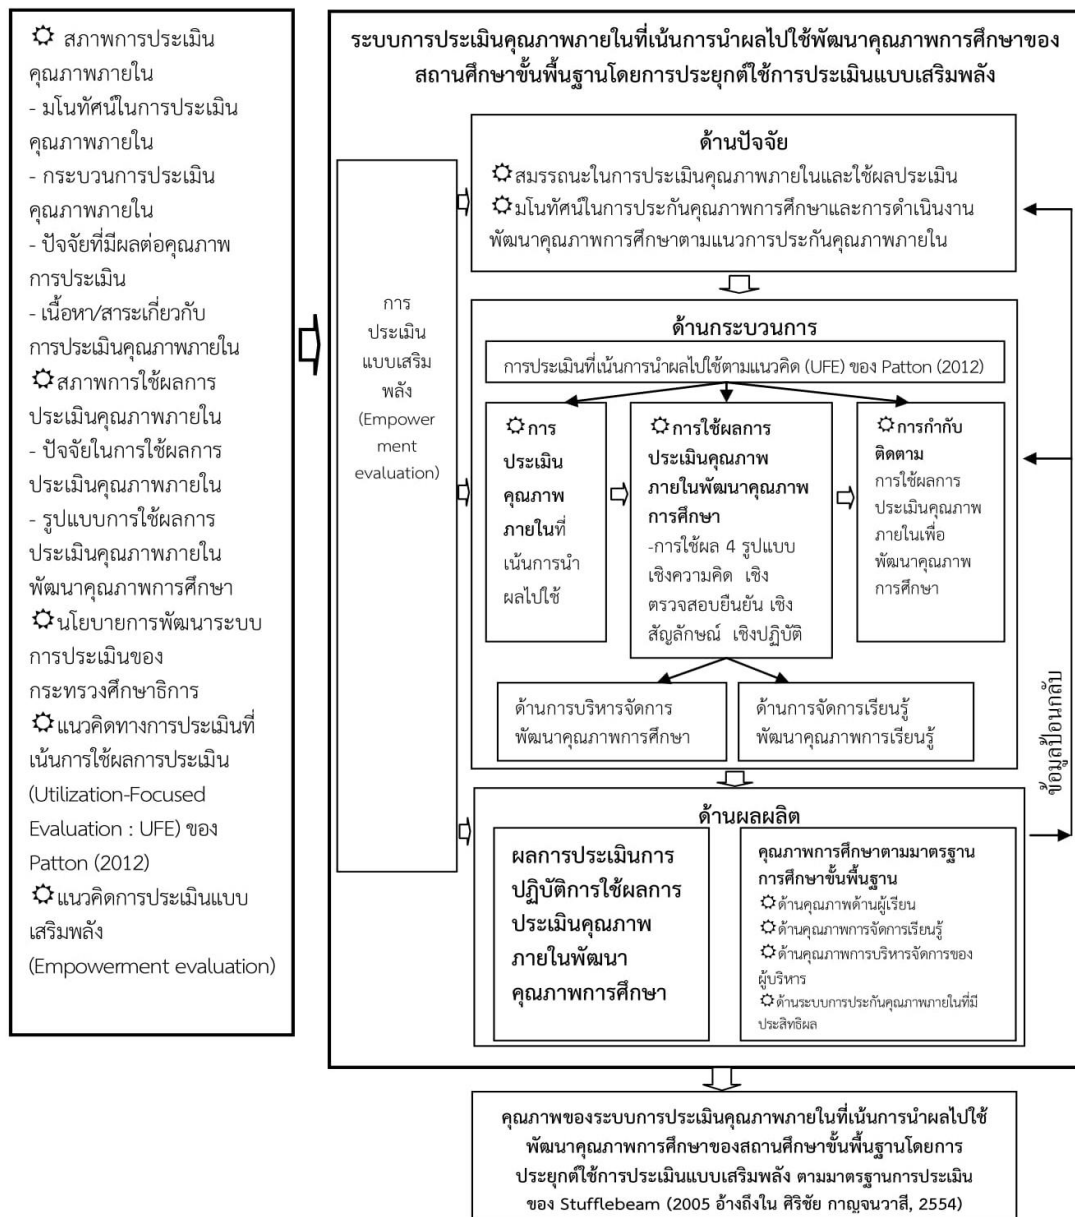 สภาพการประเมิน
คุณภาพภายใน
- มโนทัศน์ในการประเมิน
คุณภาพภายใน
- กระบวนการประเมิน
คุณภาพภายใน
- ปัจจัยที่มีผลต่อคุณภาพ
การประเมิน
- เนื้อหา/สาระเกี่ยวกับ
การประเมินคุณภาพภายใน
สภาพการใช้ผลการ
ประเมินคุณภาพภายใน
- ปัจจัยในการใช้ผลการ
ประเมินคุณภาพภายใน
- รูปแบบการใช้ผลการ
ประเมินคุณภาพภายใน
พัฒนาคุณภาพการศึกษา
นโยบายการพัฒนาระบบ
การประเมินของ
กระทรวงศึกษาธิการ
แนวคิดทางการประเมินที่
เน้นการใช้ผลการประเมิน
(Utilization-Focused
Evaluation : UFE) ของ
Patton (2012)
แนวคิดการประเมินแบบ
เสริมพลัง
(Empowerment evaluation)
ระบบการประเมินคุณภาพภายในที่เน้นการนำผลไปใช้พัฒนาคุณภาพการศึกษาของ
สถานศึกษาขั้นพื้นฐานโดยการประยุกต์ใช้การประเมินแบบเสริมพลัง
การ
ประเมิน
แบบเสริม
พลัง
(Empower
ment
evaluation)
ด้านปัจจัย
สมรรถนะในการประเมินคุณภาพภายในและใช้ผลประเมิน
มโนทัศน์ในการประกันคุณภาพการศึกษาและการดำเนินงาน
พัฒนาคุณภาพการศึกษาตามแนวการประกันคุณภาพภายใน
ด้านกระบวนการ
การประเมินที่เน้นการนำผลไปใช้ตามแนวคิด (UFE) ของ Patton (2012)
การ
ประเมิน
คุณภาพ
ภายในที่
เน้นการนำ
ผลไปใช้
การใช้ผลการ
ประเมินคุณภาพ
ภายในพัฒนาคุณภาพ
การศึกษา
-การใช้ผล 4 รูปแบบ
เชิงความคิด เชิง
ตรวจสอบยืนยัน เชิง
สัญลักษณ์ เชิงปฏิบัติ
การกำกับ
ติดตาม
การใช้ผลการ
ประเมินคุณภาพ
ภายในเพื่อ
พัฒนาคุณภาพ
การศึกษา
ด้านการบริหารจัดการ
พัฒนาคุณภาพการศึกษา
ด้านการจัดการเรียนรู้
พัฒนาคุณภาพการเรียนรู้
ด้านผลผลิต
ผลการประเมินการ
ปฏิบัติการใช้ผลการ
ประเมินคุณภาพ
ภายในพัฒนา
คุณภาพการศึกษา
คุณภาพการศึกษาตามมาตรฐาน
การศึกษาขั้นพื้นฐาน
ด้านคุณภาพด้านผู้เรียน
ด้านคุณภาพการจัดการเรียนรู้
ด้านคุณภาพการบริหารจัดการของ
ผู้บริหาร
ด้านระบบการประกันคุณภาพภายในที่มี
ประสิทธิผล
ข้อมูลป้อนกลับ
คุณภาพของระบบการประเมินคุณภาพภายในที่เน้นการนำผลไปใช้
พัฒนาคุณภาพการศึกษาของสถานศึกษาขั้นพื้นฐานโดยการ
ประยุกต์ใช้การประเมินแบบเสริมพลัง ตามมาตรฐานการประเมิน
ของ Stufflebeam (2005 อ้างถึงใน ศิริชัย กาญจนวาสี, 2554)